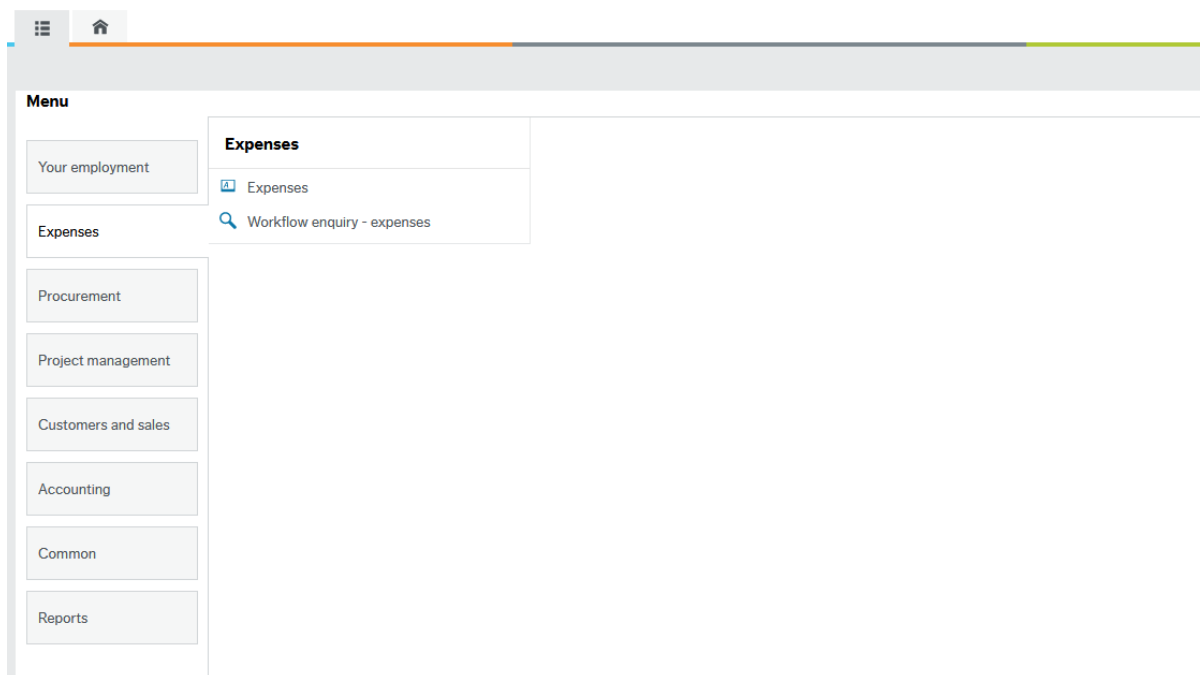 Menu
Your employment
Expenses
Procurement
Project management
Customers and sales
Accounting
Common
Reports
Expenses
Expenses
Workflow enquiry - expenses